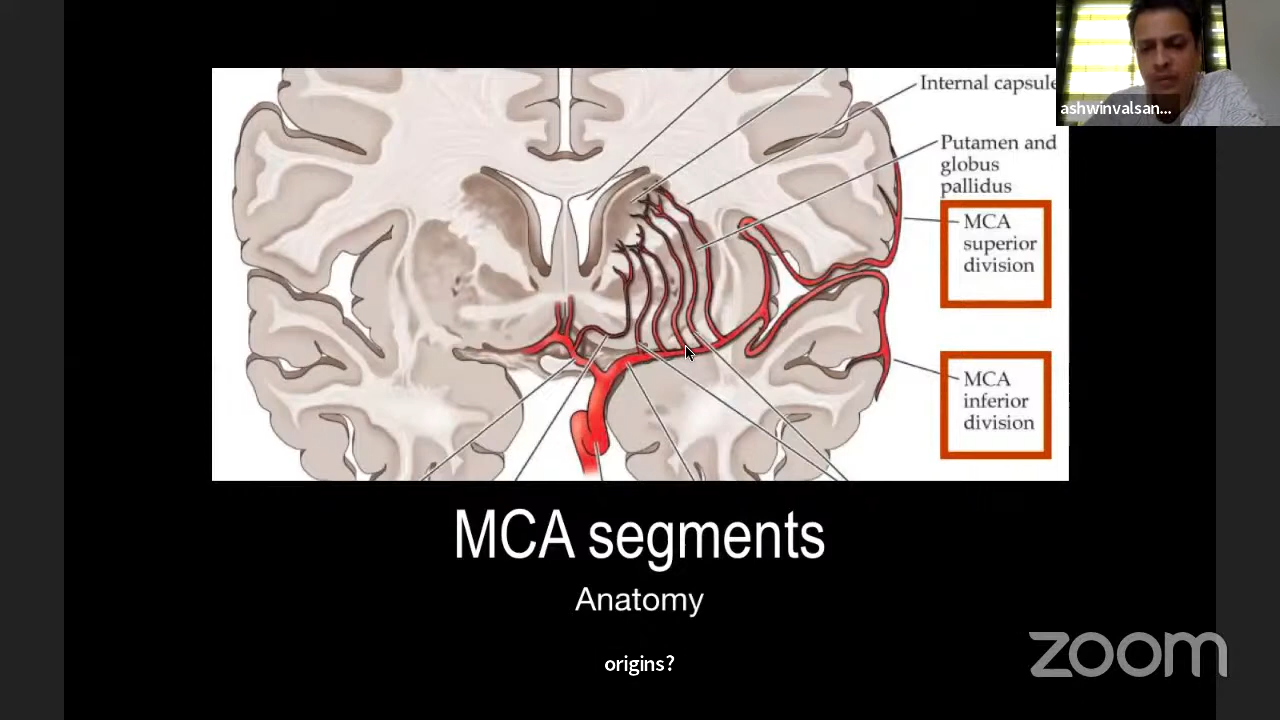 ashwinvalsan...
Internal capsule
Putamen and
globus
pallidus
MCA
superior
division
MCA
inferior
division
MCA segments
Anatomy
origins?
zoom